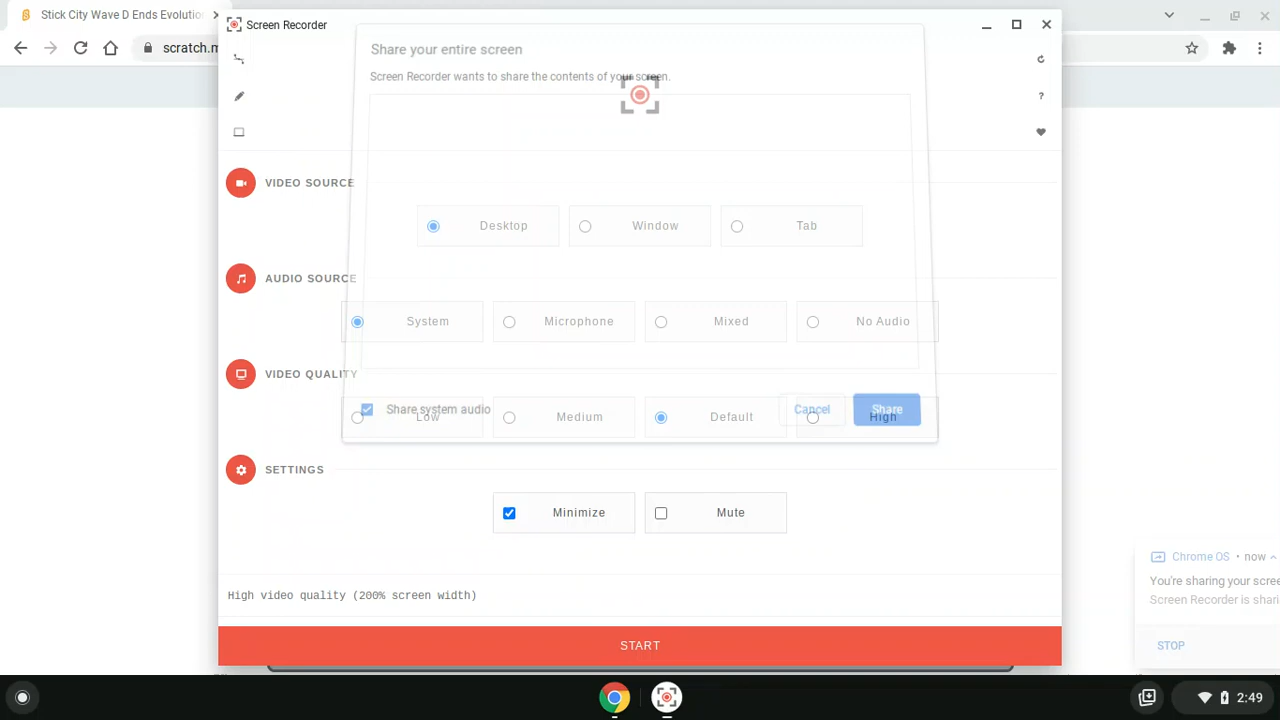 Stick City Wave D Ends Evolutio
scratch.m
Screen Recorder
Share your entire screen
Screen Recorder wants to share the contents of your screen.
?
VIDEO SOURCE
Desktop
Window
Tab
AUDIO SOURCE
System
Microphone
Mixed
No Audio
VIDEO QUALITY
Share system audio
Cancel
Share
Low
Medium
Default
High
SETTINGS
Minimize
Mute
High video quality (200% screen width)
START
Chrome OS • now
You're sharing your scree
Screen Recorder is shari
STOP
2:49